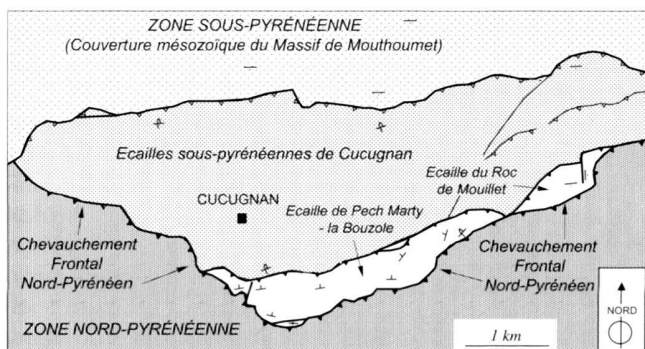 ZONE SOUS-PYRÉNÉENNE
(Couverture mésozoïque du Massif de Mouthoumet)
Ecailles sous-pyrénéennes de Cucugnan
Ecaille du Roc
de Mouillet
CUCUGNAN
Ecaille de Pech Marty
- la Bouzole
Chevauchement
Frontal
Nord-Pyrénéen
Chevauchement
Frontal
Nord-Pyrénéen
ZONE NORD-PYRÉNÉENNE
1 km
NORD